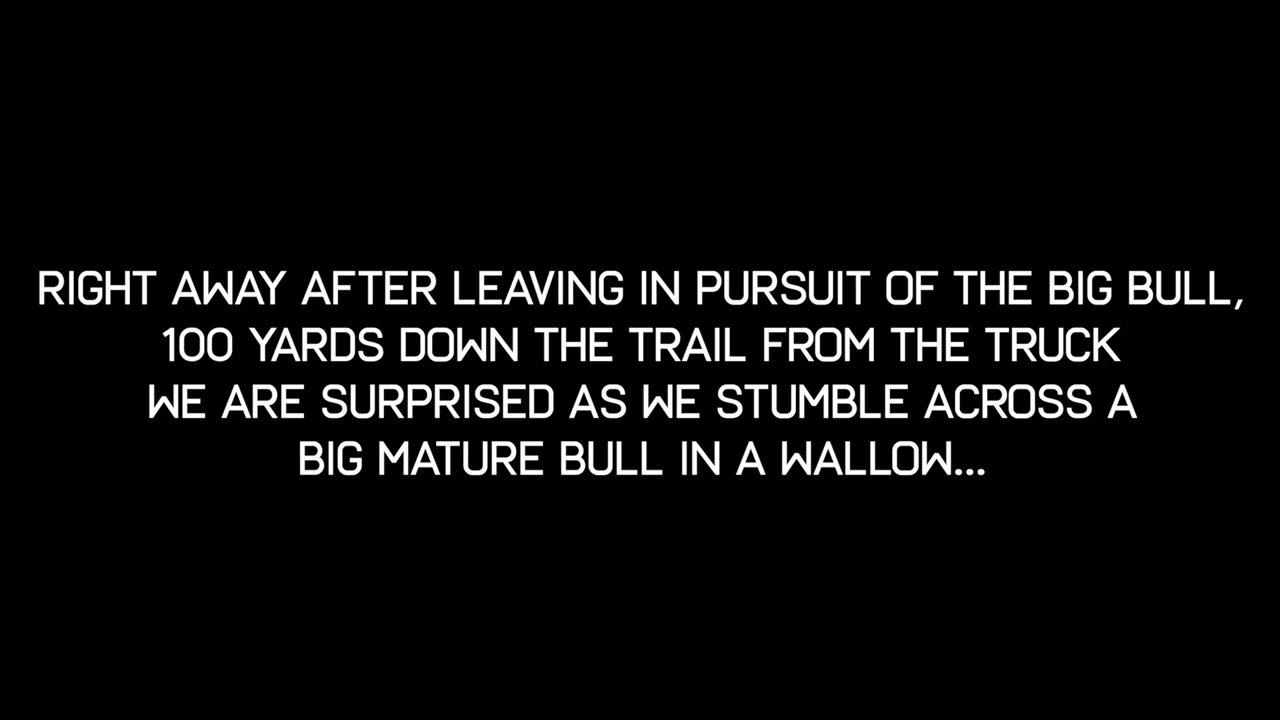 RIGHT AWAY AFTER LEAVING IN PURSUIT OF THE BIG BULL,
100 YARDS DOWN THE TRAIL FROM THE TRUCK
WE ARE SURPRISED AS WE STUMBLE ACROSS A
BIG MATURE BULL IN A WALLOW...